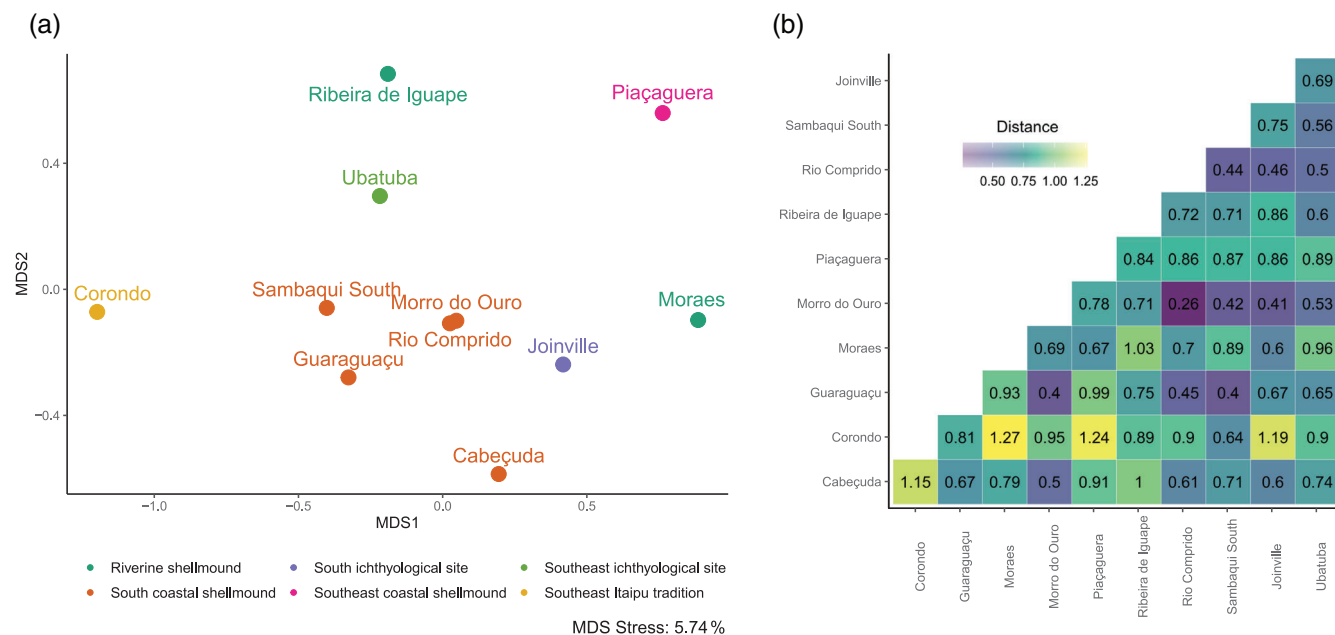 (a)
Ribeira de Iguape
Piaçaguera
Ubatuba
Corondo
Sambaqui South
Morro do Ouro
Rio Comprido
Moraes
Joinville
Guaraguaçu
Cabeçuda
MDS2
0.4
0.0
−0.4
−1.0
−0.5
0.0
0.5
MDS1
Riverine shellmound
South ichthyological site
Southeast ichthyological site
South coastal shellmound
Southeast coastal shellmound
Southeast Itaipu tradition
MDS Stress: 5.74 %
(b)
Distance
0.50 0.75 1.00 1.25
Joinville 0.69
Sambaqui South 0.75 0.56
Rio Comprido 0.44 0.46 0.5
Ribeira de Iguape 0.72 0.71 0.86 0.6
Piaçaguera 0.84 0.86 0.87 0.86 0.89
Morro do Ouro 0.78 0.71 0.26 0.42 0.41 0.53
Moraes 0.69 0.67 1.03 0.7 0.89 0.6 0.96
Guaraguaçu 0.93 0.4 0.99 0.75 0.45 0.4 0.67 0.65
Corondo 0.81 1.27 0.95 1.24 0.89 0.9 0.64 1.19 0.9
Cabeçuda 1.15 0.67 0.79 0.5 0.91 1 0.61 0.71 0.6 0.74
Corondo
Guaraguaçu
Moraes
Morro do Ouro
Piaçaguera
Ribeira de Iguape
Rio Comprido
Sambaqui South
Joinville
Ubatuba